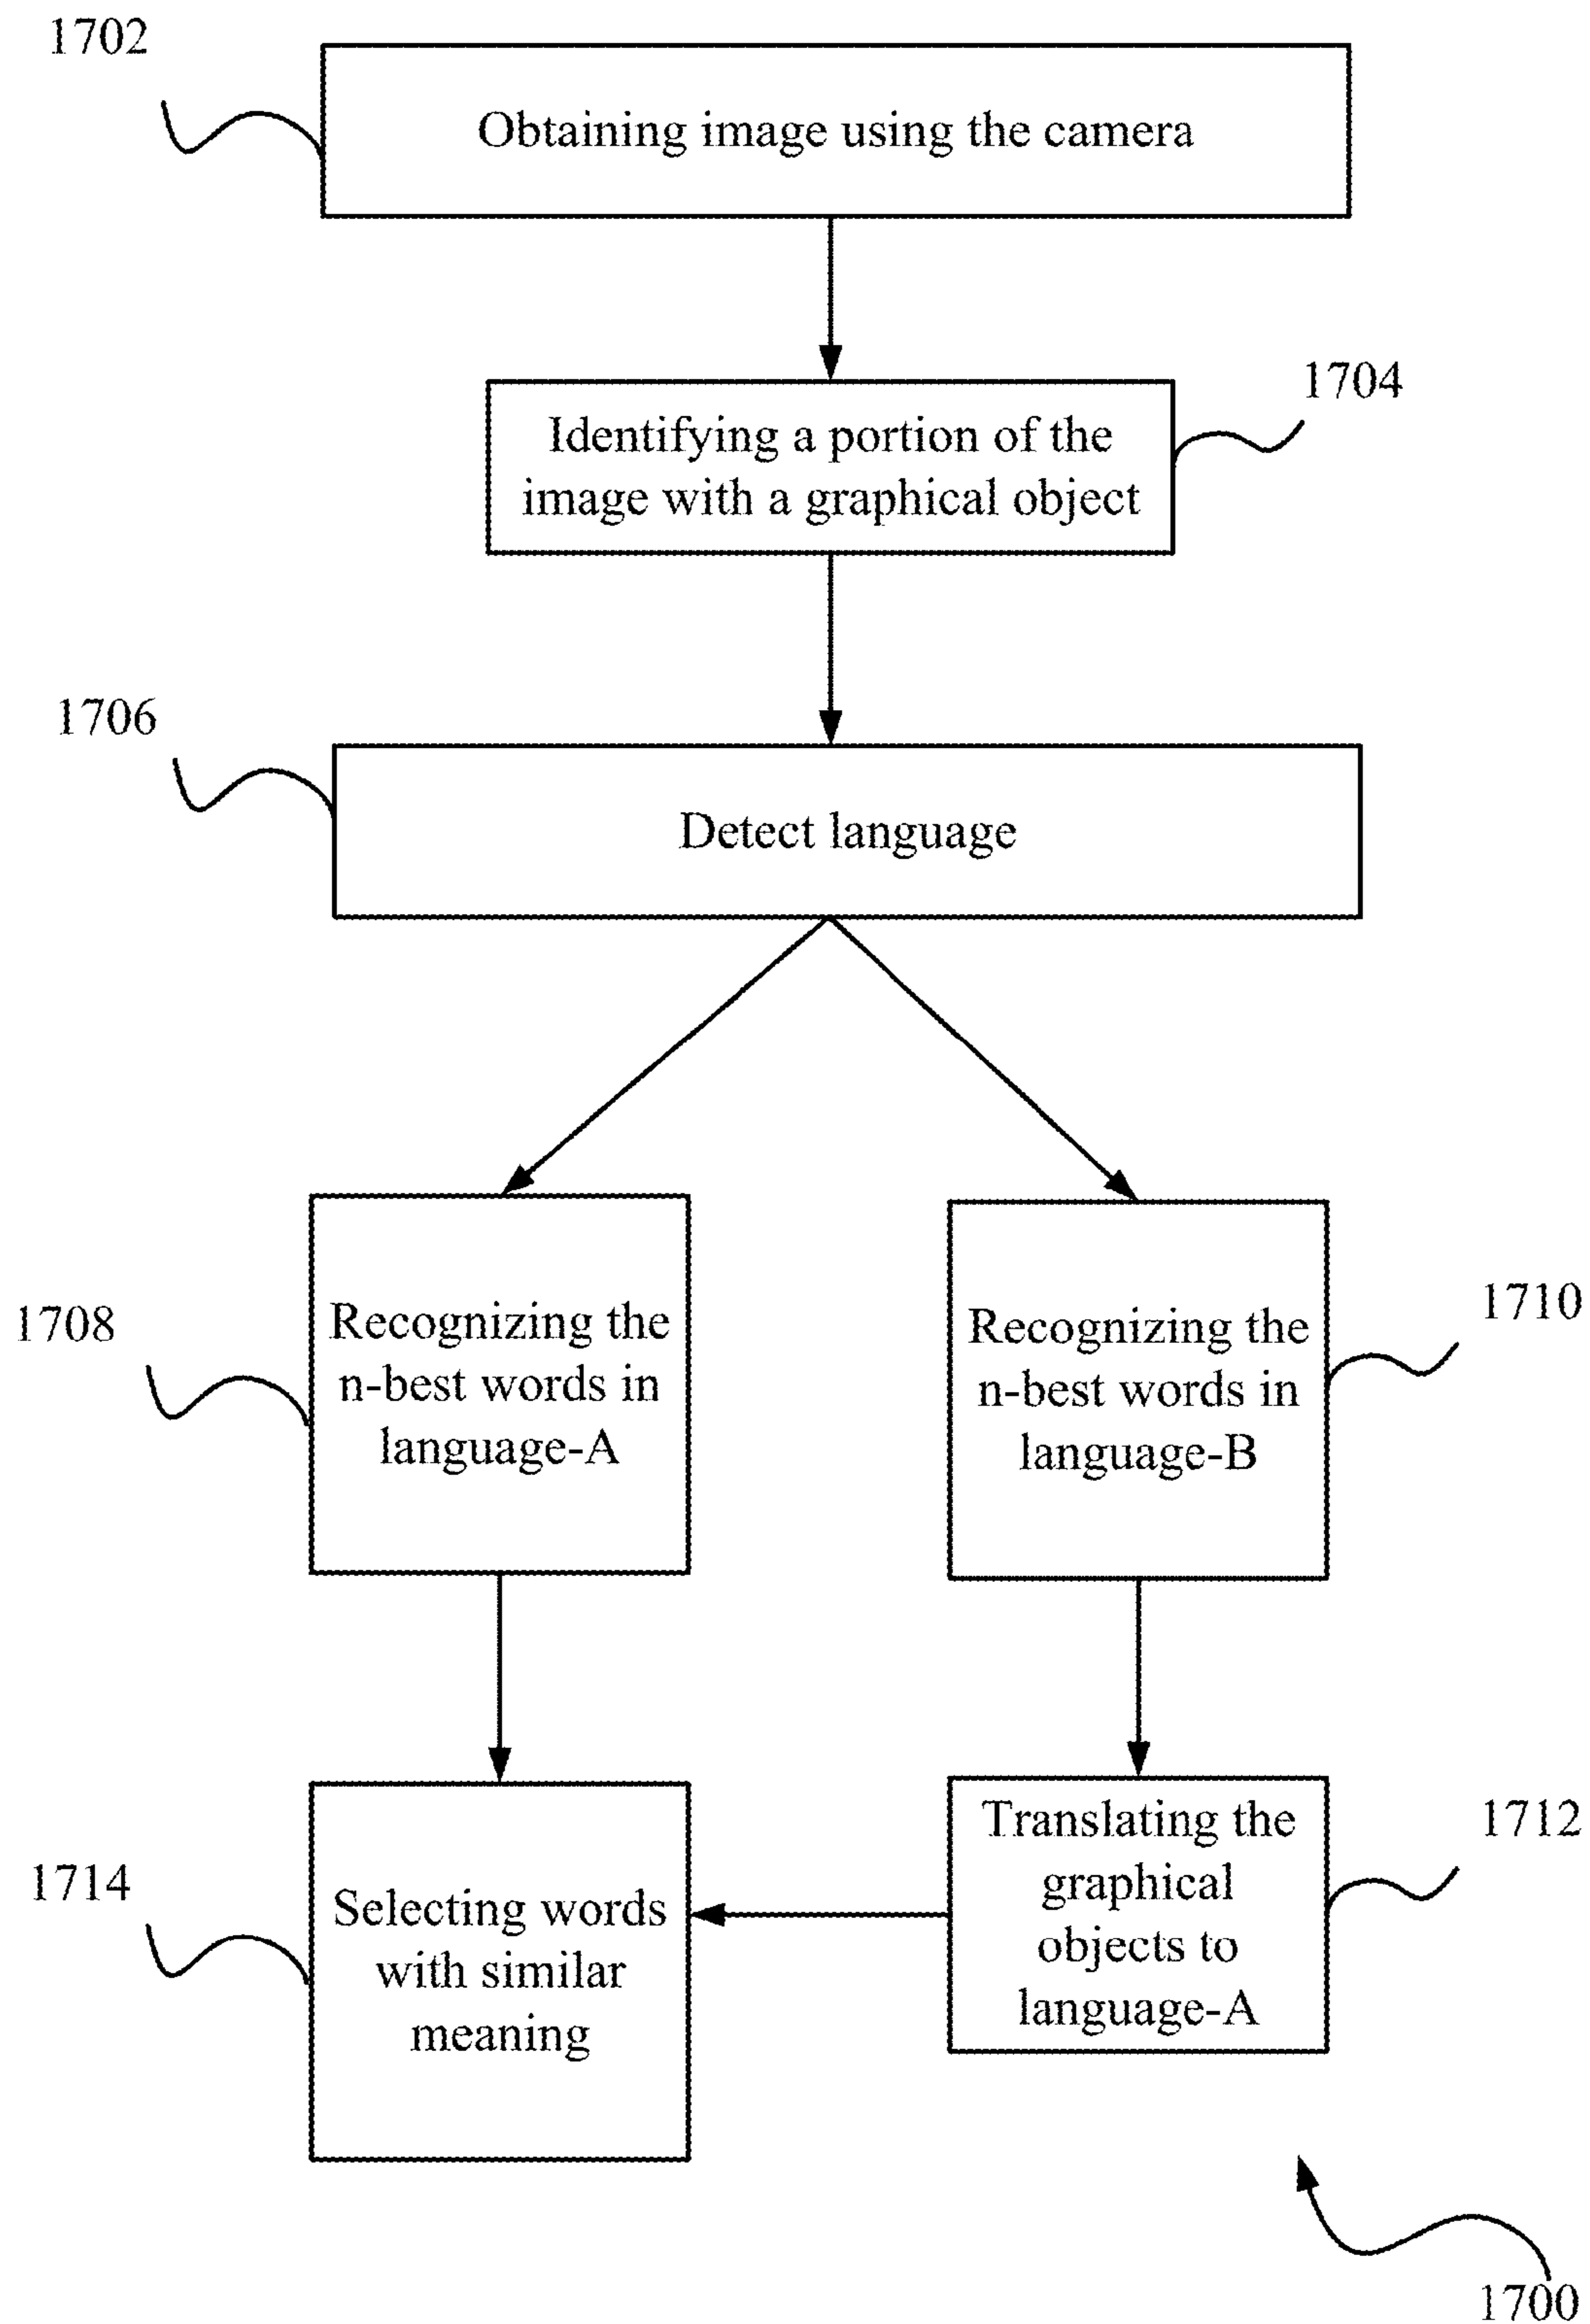 1702
Obtaining image using the camera
1704
Identifying a portion of the
image with a graphical object
1706
Detect language
1708
Recognizing the
n-best words in
language-A
1710
Recognizing the
n-best words in
language-B
1712
Translating the
graphical
objects to
language-A
1714
Selecting words
with similar
meaning
1700